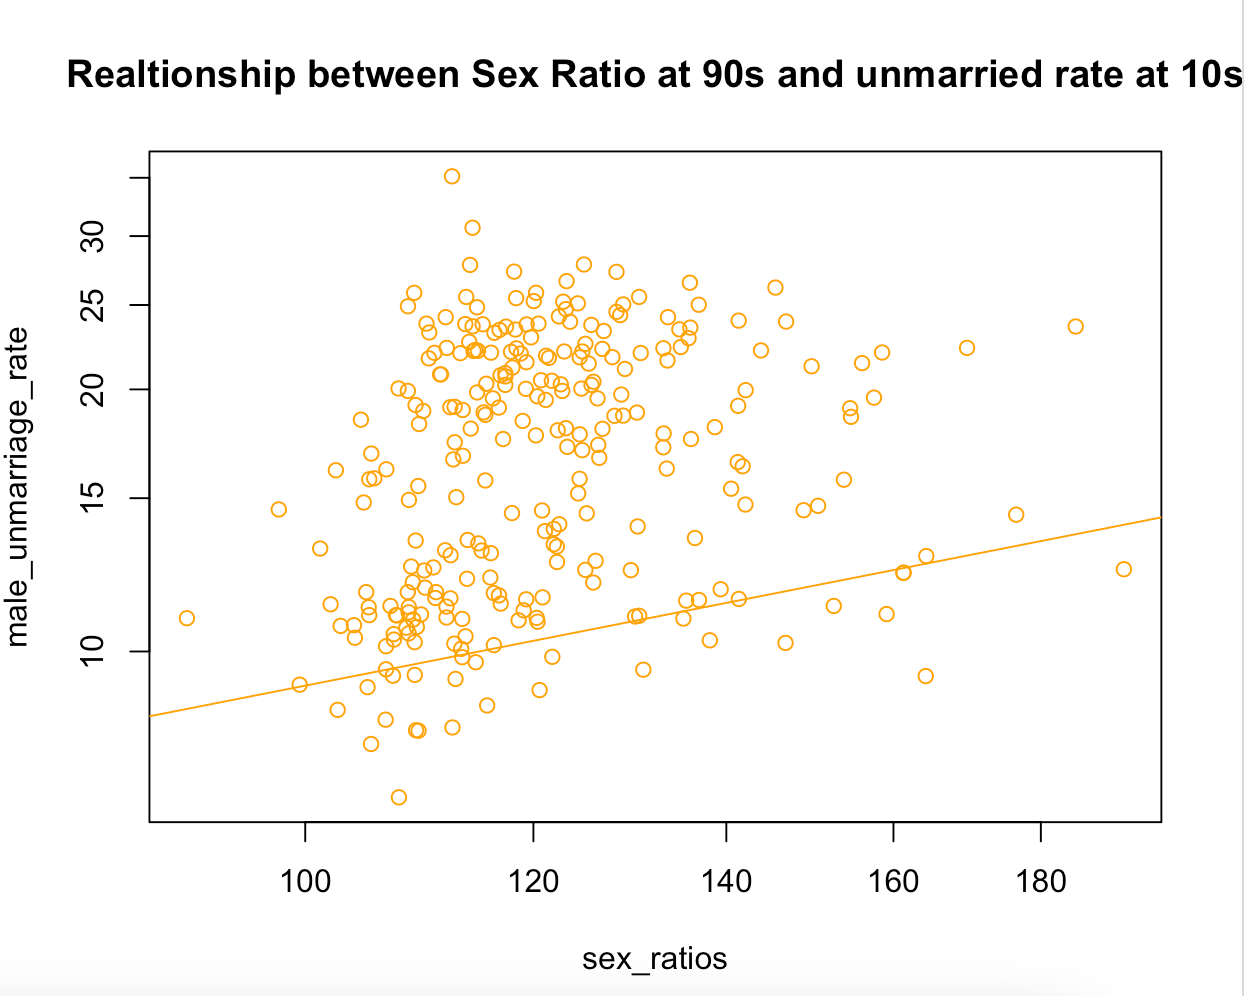 Realtionship between Sex Ratio at 90s and unmarried rate at 10s
male_unmarriage_rate
30
25
20
15
10
100 120 140 160 180
sex_ratios